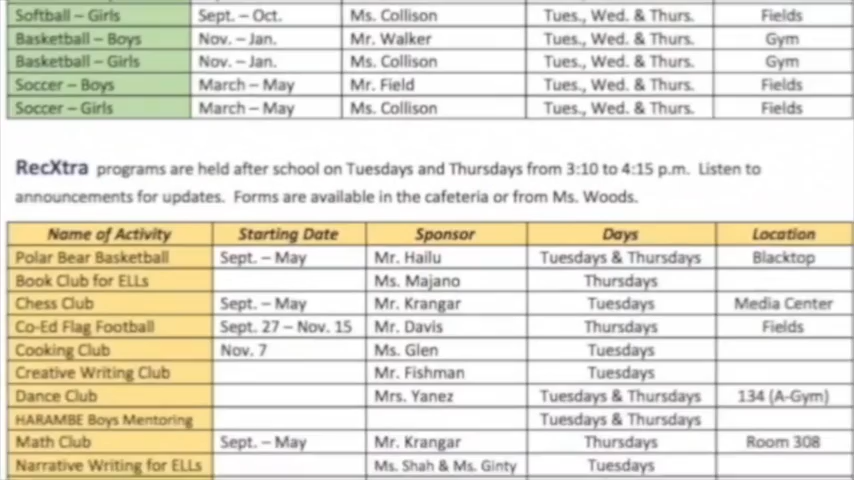 Softball – Girls Sept. – Oct. Ms. Collison Tues., Wed. & Thurs. Fields
Basketball – Boys Nov. – Jan. Mr. Walker Tues., Wed. & Thurs. Gym
Basketball – Girls Nov. – Jan. Ms. Collison Tues., Wed. & Thurs. Gym
Soccer – Boys March – May Mr. Field Tues., Wed. & Thurs. Fields
Soccer – Girls March – May Ms. Collison Tues., Wed. & Thurs. Fields
RecXtra programs are held after school on Tuesdays and Thursdays from 3:10 to 4:15 p.m. Listen to
announcements for updates. Forms are available in the cafeteria or from Ms. Woods.
Name of Activity Starting Date Sponsor Days Location
Polar Bear Basketball Sept. – May Mr. Hailu Tuesdays & Thursdays Blacktop
Book Club for ELLs Ms. Majano Thursdays
Chess Club Sept. – May Mr. Krangar Tuesdays Media Center
Co-Ed Flag Football Sept. 27 – Nov. 15 Mr. Davis Thursdays Fields
Cooking Club Nov. 7 Ms. Glen Tuesdays
Creative Writing Club Mr. Fishman Tuesdays
Dance Club Mrs. Yanez Tuesdays & Thursdays 134 (A-Gym)
HARAMBE Boys Mentoring Tuesdays & Thursdays
Math Club Sept. – May Mr. Krangar Thursdays Room 308
Narrative Writing for ELLs Ms. Shah & Ms. Ginty Tuesdays